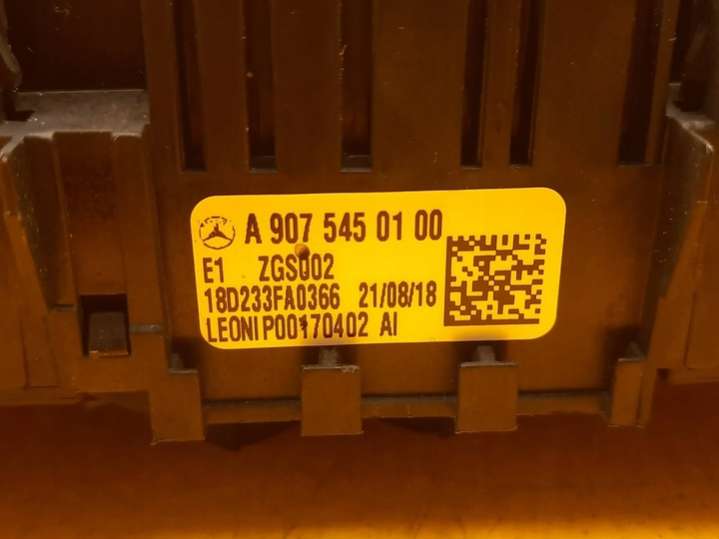 A 907 545 01 00
E1 ZGS002
18D233FA0366 21/08/18
LEONI P00170402 AI